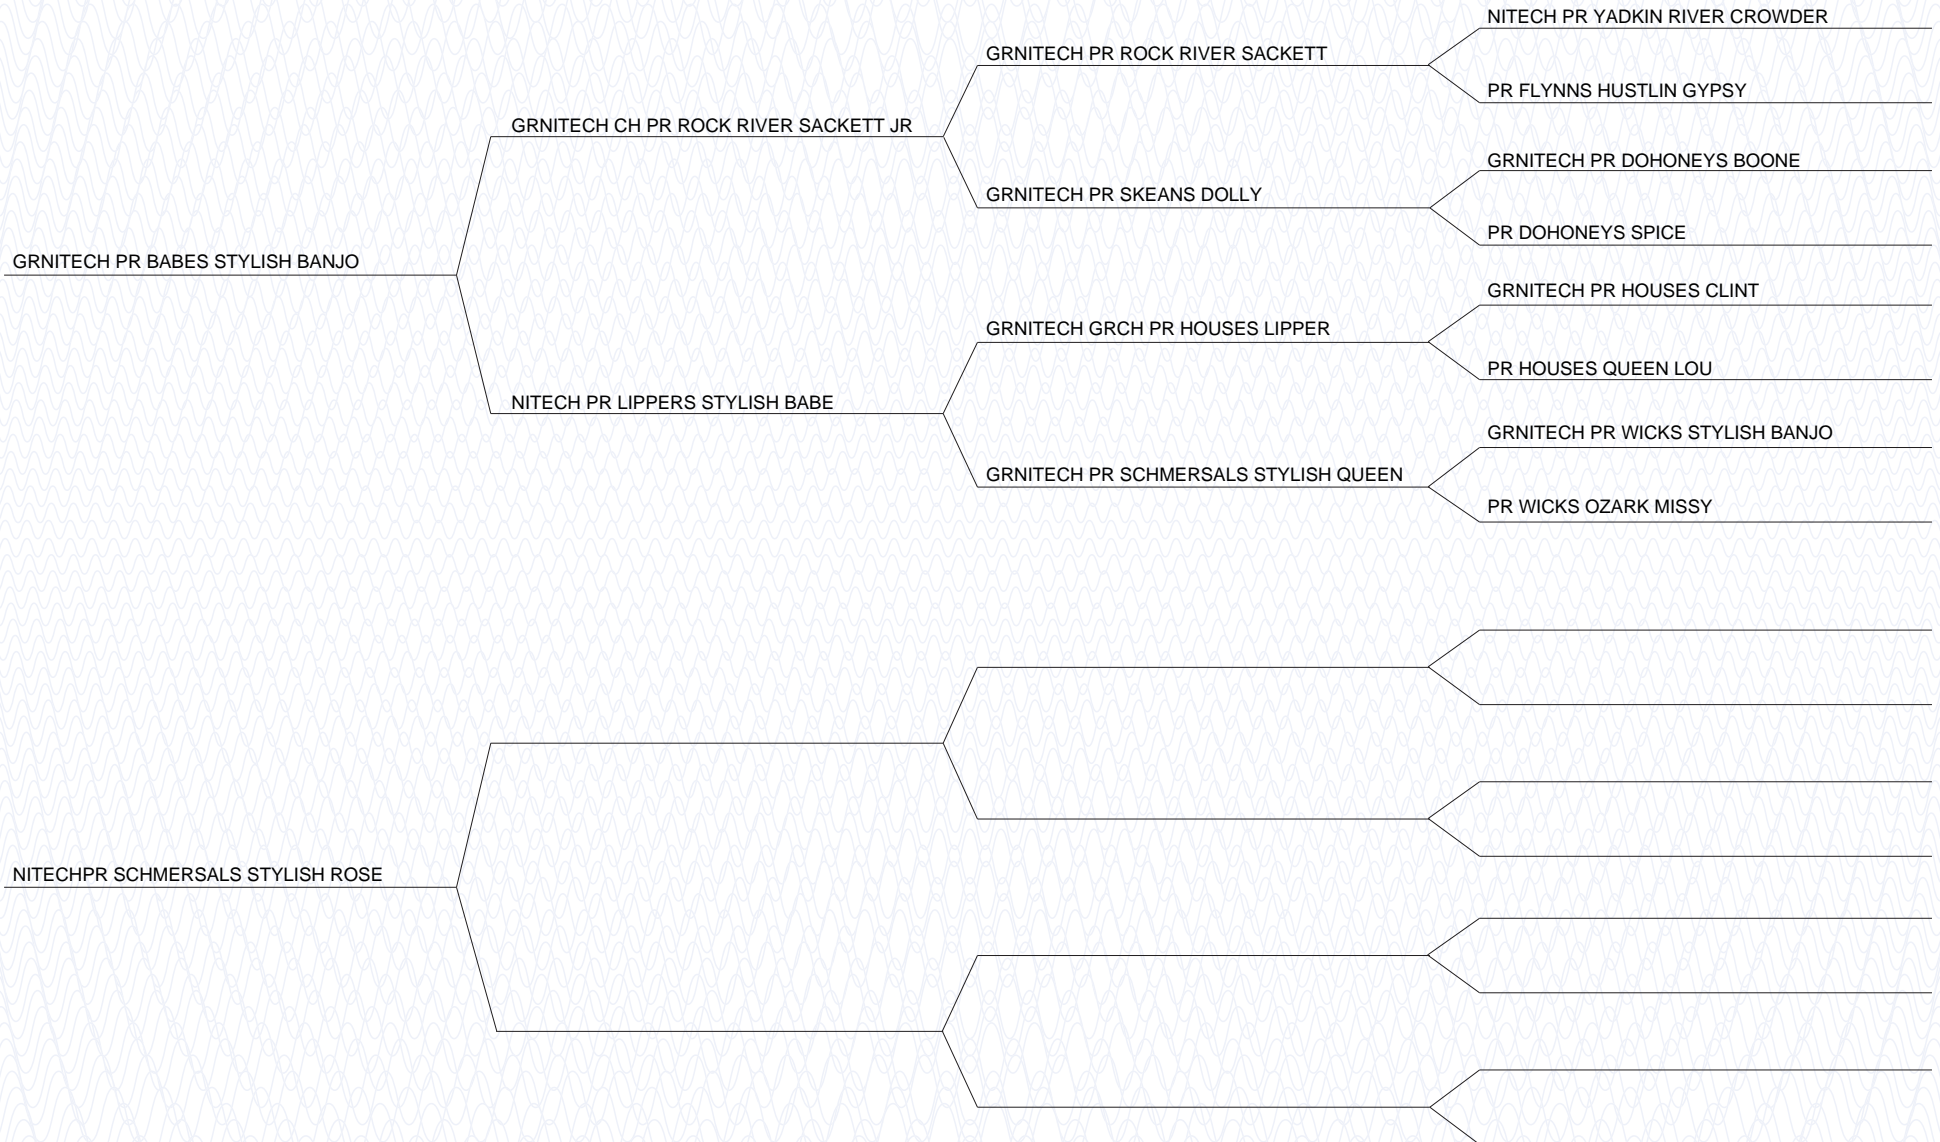 NITECH PR YADKIN RIVER CROWDER
GRNITECH PR ROCK RIVER SACKETT
PR FLYNNS HUSTLIN GYPSY
GRNITECH CH PR ROCK RIVER SACKETT JR
GRNITECH PR DOHONEYS BOONE
GRNITECH PR SKEANS DOLLY
PR DOHONEYS SPICE
GRNITECH PR BABES STYLISH BANJO
GRNITECH PR HOUSES CLINT
GRNITECH GRCH PR HOUSES LIPPER
PR HOUSES QUEEN LOU
NITECH PR LIPPERS STYLISH BABE
GRNITECH PR WICKS STYLISH BANJO
GRNITECH PR SCHMERSALS STYLISH QUEEN
PR WICKS OZARK MISSY
NITECHPR SCHMERSALS STYLISH ROSE